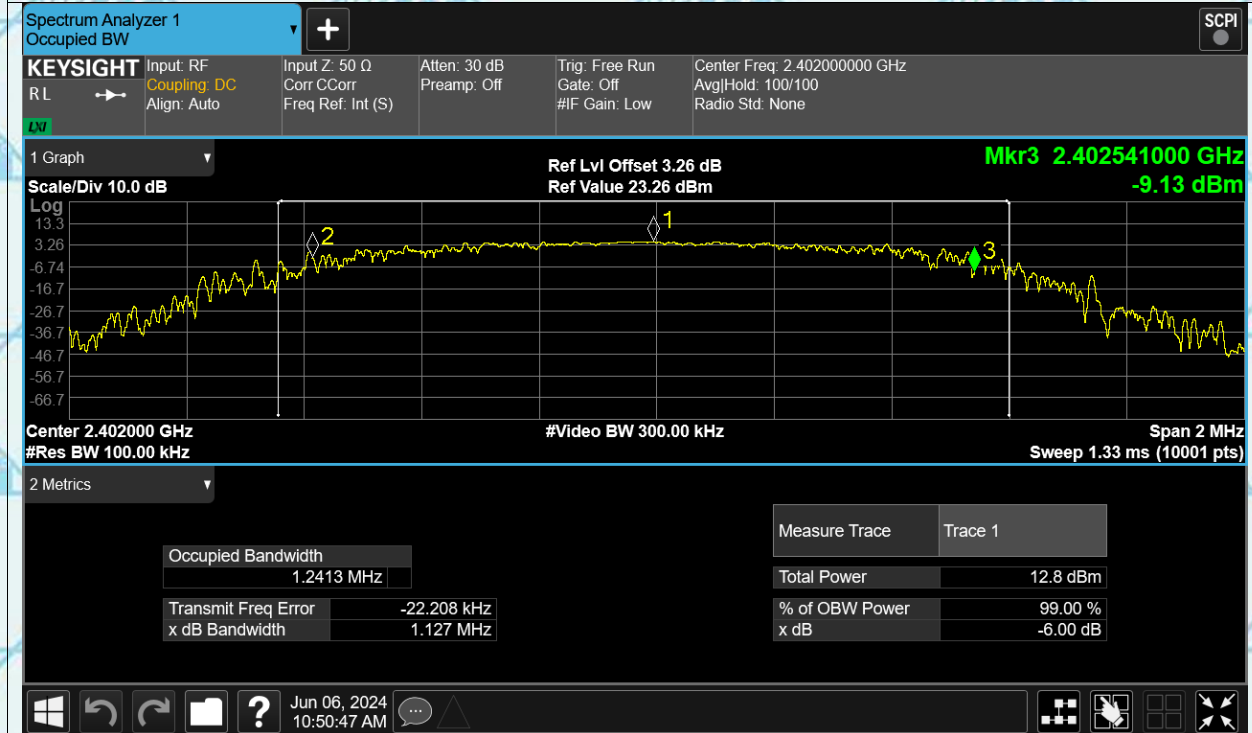 Spectrum Analyzer 1
Occupied BW
SCPI
KEYSIGHT
R L
LXI
Input: RF
Coupling: DC
Align: Auto
Input Z: 50 Ω
Corr CCorr
Freq Ref: Int (S)
Atten: 30 dB
Preamp: Off
Trig: Free Run
Gate: Off
#IF Gain: Low
Center Freq: 2.402000000 GHz
Avg|Hold: 100/100
Radio Std: None
1 Graph
Scale/Div 10.0 dB
Ref Lvl Offset 3.26 dB
Ref Value 23.26 dBm
Mkr3 2.402541000 GHz
-9.13 dBm
Log
13.3
3.26
-6.74
-16.7
-26.7
-36.7
-46.7
-56.7
-66.7
2
1
3
Center 2.402000 GHz
#Video BW 300.00 kHz
Span 2 MHz
#Res BW 100.00 kHz
Sweep 1.33 ms (10001 pts)
2 Metrics
Occupied Bandwidth
1.2413 MHz
Transmit Freq Error -22.208 kHz
x dB Bandwidth 1.127 MHz
Measure Trace Trace 1
Total Power 12.8 dBm
% of OBW Power 99.00 %
x dB -6.00 dB
?
Jun 06, 2024
10:50:47 AM